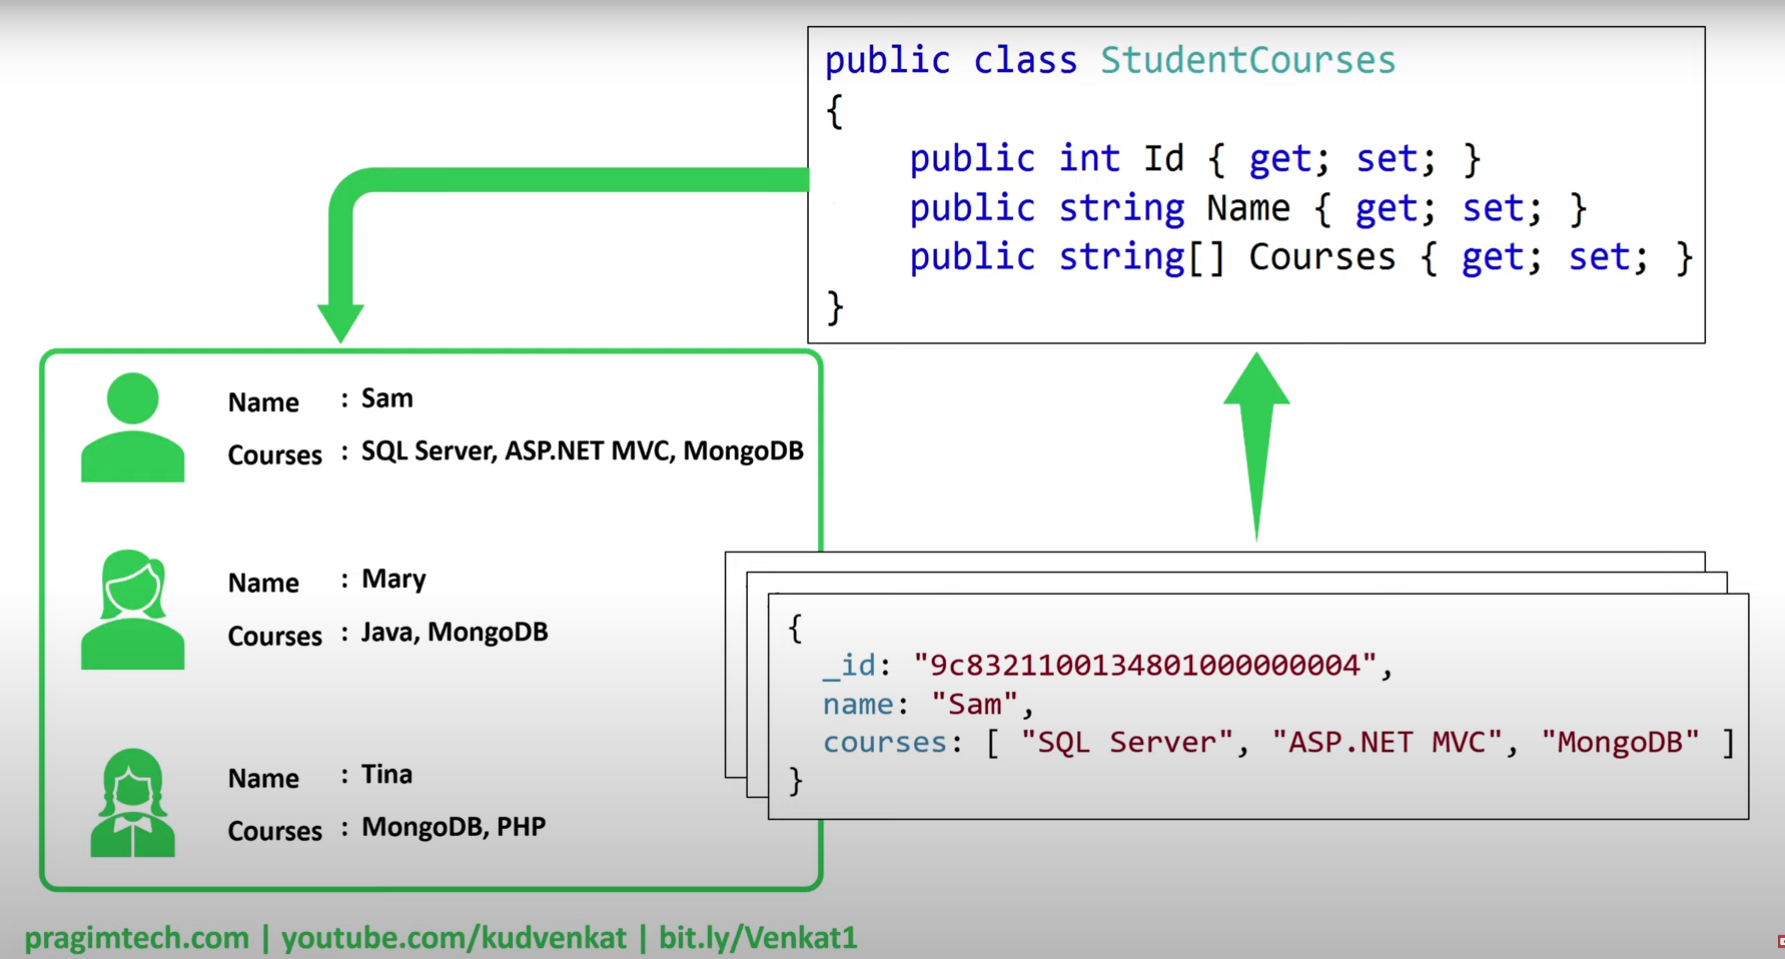 public class StudentCourses
{
public int Id { get; set; }
public string Name { get; set; }
public string[] Courses { get; set; }
}
Name : Sam
Courses : SQL Server, ASP.NET MVC, MongoDB
Name : Mary
Courses : Java, MongoDB
Name : Tina
Courses : MongoDB, PHP
{
_id: "9c8321100134801000000004",
name: "Sam",
courses: [ "SQL Server", "ASP.NET MVC", "MongoDB" ]
}
pragimtech.com | youtube.com/kudvenkat | bit.ly/Venkat1